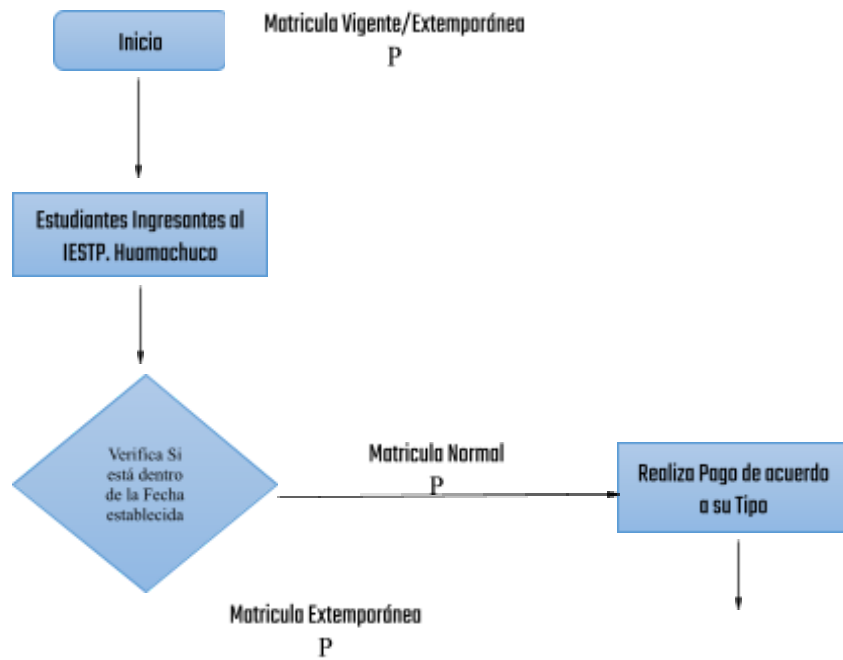 Inicio
Matricula Vigente/Extemporánea
P
Estudiantes Ingresantes al
IESTP. Huamachuco
Verifica Si
está dentro
de la Fecha
establecida
Matricula Normal
P
Realiza Pago de acuerdo
a su Tipo
Matricula Extemporánea
P